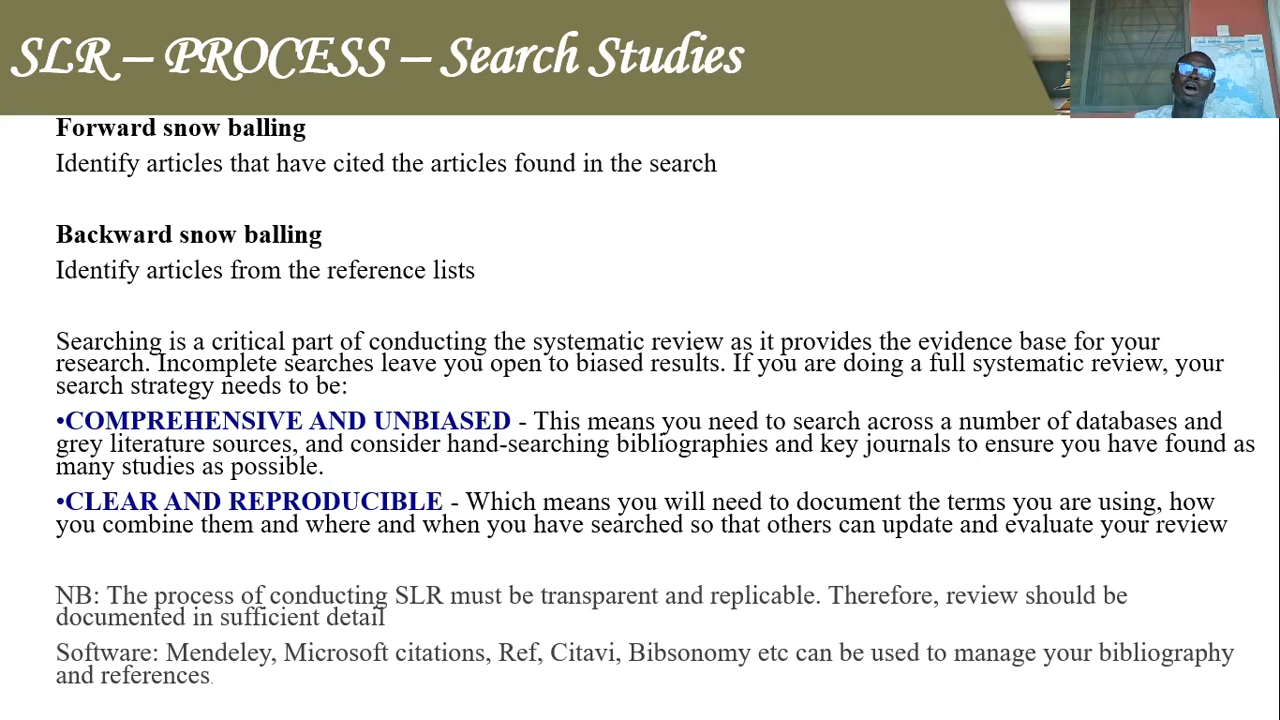 SLR – PROCESS – Search Studies
Forward snow balling
Identify articles that have cited the articles found in the search
Backward snow balling
Identify articles from the reference lists
Searching is a critical part of conducting the systematic review as it provides the evidence base for your
research. Incomplete searches leave you open to biased results. If you are doing a full systematic review, your
search strategy needs to be:
•COMPREHENSIVE AND UNBIASED - This means you need to search across a number of databases and
grey literature sources, and consider hand-searching bibliographies and key journals to ensure you have found as
many studies as possible.
•CLEAR AND REPRODUCIBLE - Which means you will need to document the terms you are using, how
you combine them and where and when you have searched so that others can update and evaluate your review
NB: The process of conducting SLR must be transparent and replicable. Therefore, review should be
documented in sufficient detail
Software: Mendeley, Microsoft citations, Ref, Citavi, Bibsonomy etc can be used to manage your bibliography
and references.